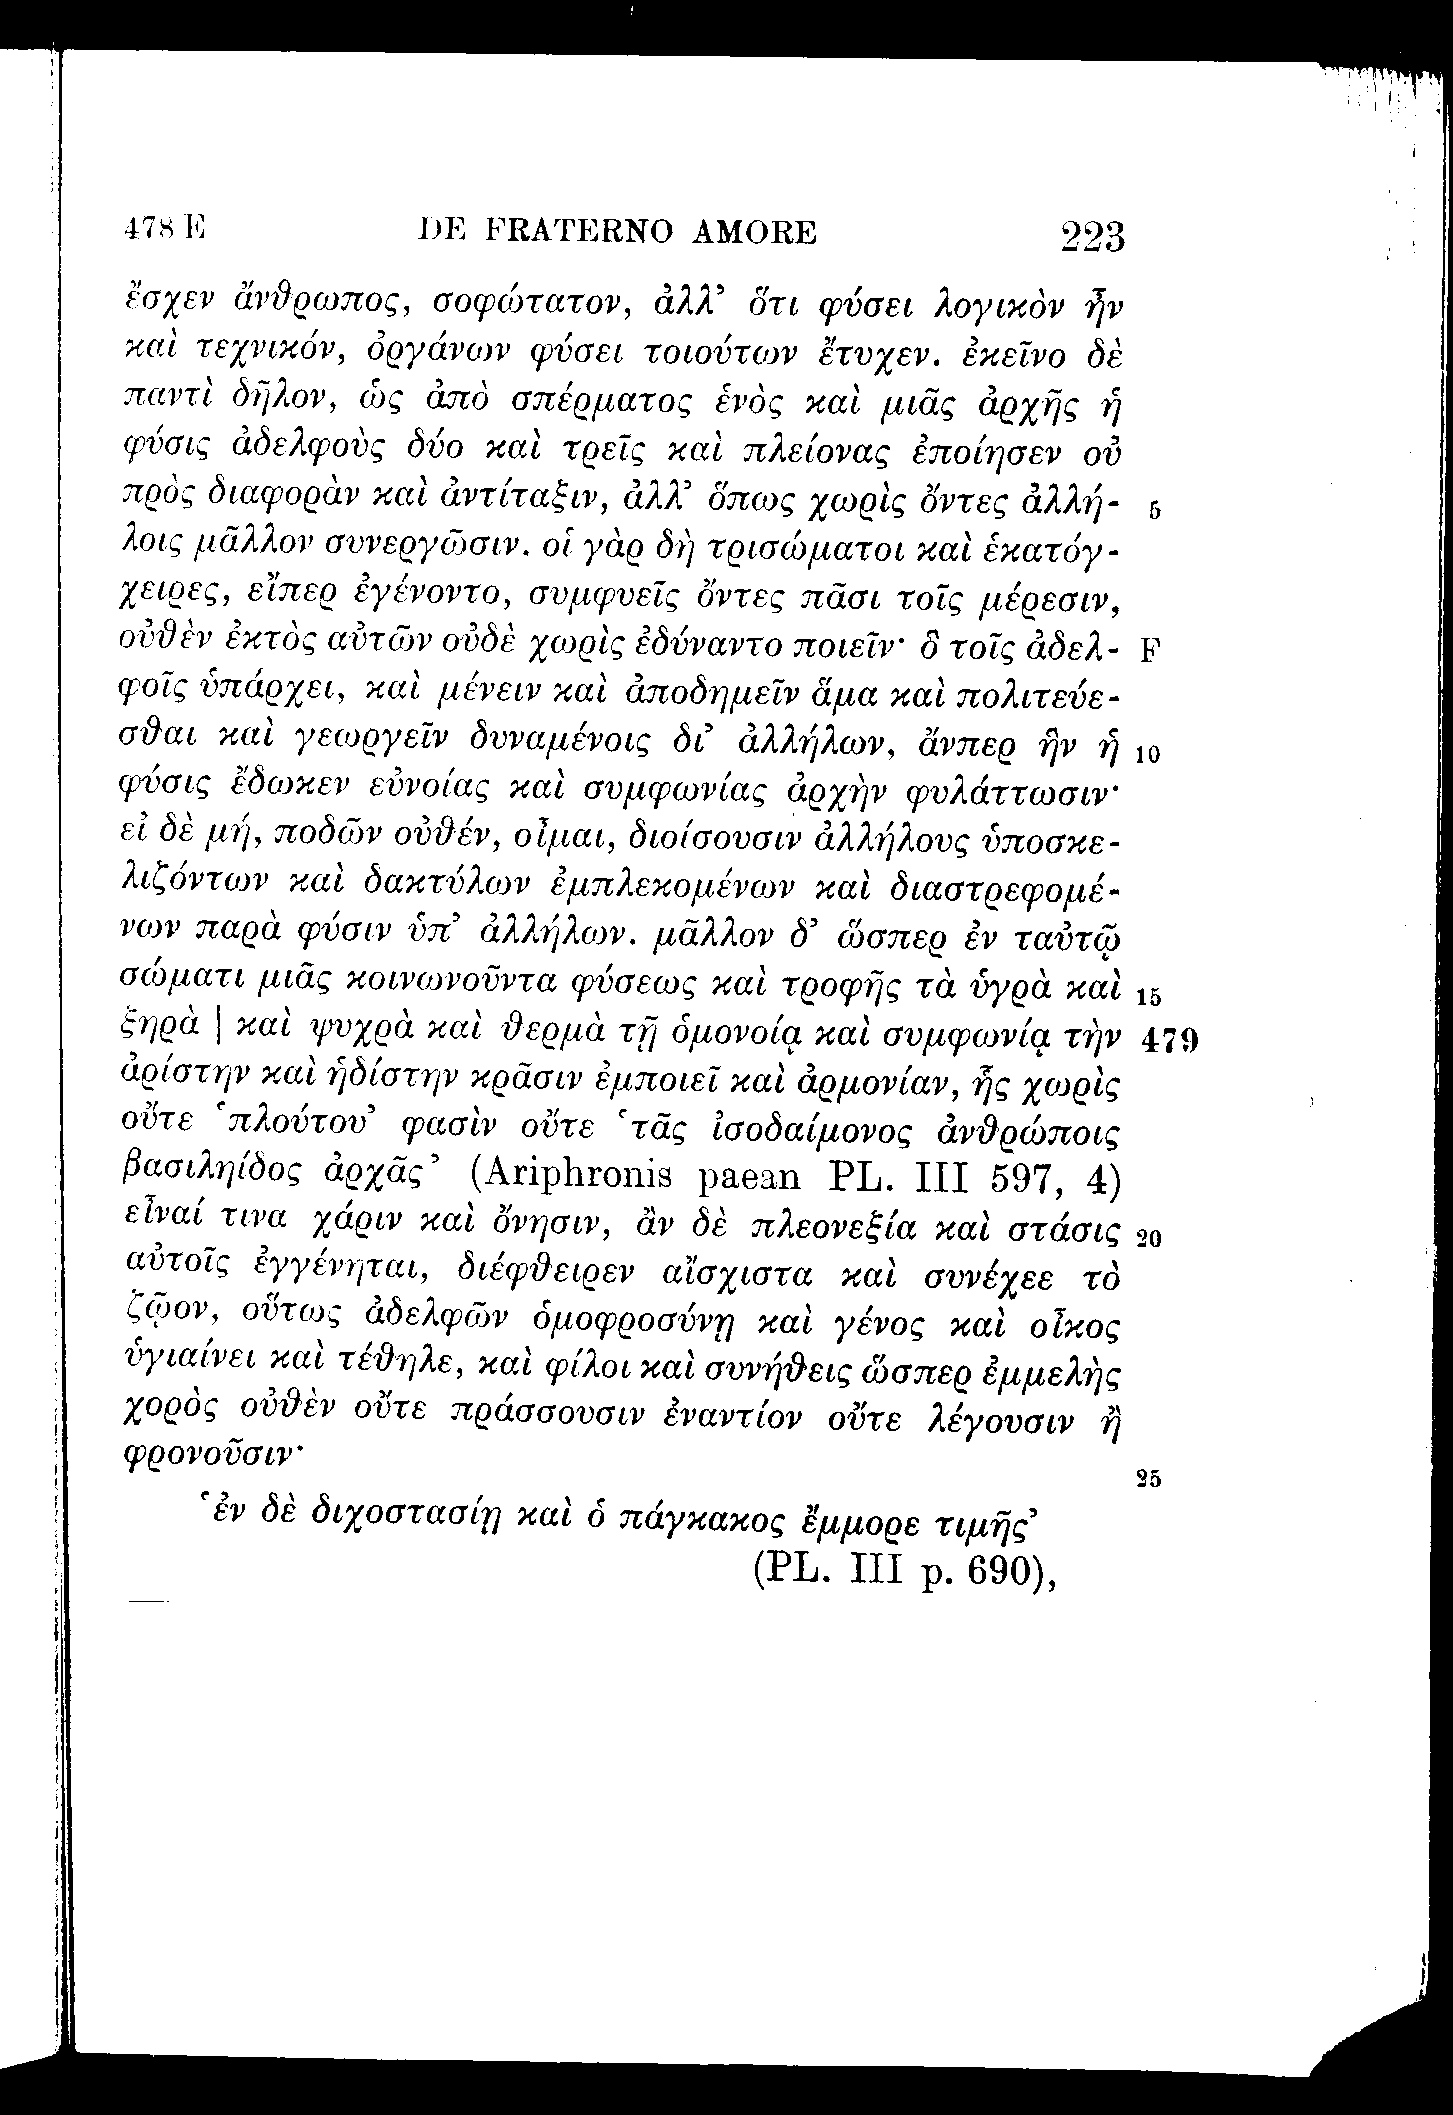 478 E DE FRATERNO AMORE 223
ἔσχεν ἄνθρωπος, σοφώτατον, ἀλλ’ ὅτι φύσει λογικὸν ἦν
καὶ τεχνικόν, ὀργάνων φύσει τοιούτων ἔτυχεν. ἐκεῖνο δὲ
παντὶ δῆλον, ὡς ἀπὸ σπέρματος ἑνὸς καὶ μιᾶς ἀρχῆς ἡ
φύσις ἀδελφοὺς δύο καὶ τρεῖς καὶ πλείονας ἐποίησεν οὐ
πρὸς διαφορὰν καὶ ἀντίταξιν, ἀλλ’ ὅπως χωρὶς ὄντες ἀλλή- 5
λοις μᾶλλον συνεργῶσιν. οἱ γὰρ δὴ τρισώματοι καὶ ἑκατόγ-
χειρες, εἴπερ ἐγένοντο, συμφυεῖς ὄντες πᾶσι τοῖς μέρεσιν,
οὐθὲν ἐκτὸς αὐτῶν οὐδὲ χωρὶς ἐδύναντο ποιεῖν· ὃ τοῖς ἀδελ- F
φοῖς ὑπάρχει, καὶ μένειν καὶ ἀποδημεῖν ἅμα καὶ πολιτεύε-
σθαι καὶ γεωργεῖν δυναμένοις δι’ ἀλλήλων, ἄνπερ ἣν ἡ 10
φύσις ἔδωκεν εὐνοίας καὶ συμφωνίας ἀρχὴν φυλάττωσιν·
εἰ δὲ μή, ποδῶν οὐθέν, οἶμαι, διοίσουσιν ἀλλήλους ὑποσκε-
λιζόντων καὶ δακτύλων ἐμπλεκομένων καὶ διαστρεφομέ-
νων παρὰ φύσιν ὑπ’ ἀλλήλων. μᾶλλον δ’ ὥσπερ ἐν ταὐτῷ
σώματι μιᾶς κοινωνοῦντα φύσεως καὶ τροφῆς τὰ ὑγρὰ καὶ 15
ξηρὰ | καὶ ψυχρὰ καὶ θερμὰ τῇ ὁμονοίᾳ καὶ συμφωνίᾳ τὴν 479
ἀρίστην καὶ ἡδίστην κρᾶσιν ἐμποιεῖ καὶ ἁρμονίαν, ἧς χωρὶς
οὔτε ‘πλούτου’ φασὶν οὔτε ‘τᾶς ἰσοδαίμονος ἀνθρώποις
βασιληίδος ἀρχᾶς’ (Ariphronis paean PL. III 597, 4)
εἶναί τινα χάριν καὶ ὄνησιν, ἂν δὲ πλεονεξία καὶ στάσις 20
αὐτοῖς ἐγγένηται, διέφθειρεν αἴσχιστα καὶ συνέχεε τὸ
ζῷον, οὕτως ἀδελφῶν ὁμοφροσύνῃ καὶ γένος καὶ οἶκος
ὑγιαίνει καὶ τέθηλε, καὶ φίλοι καὶ συνήθεις ὥσπερ ἐμμελὴς
χορὸς οὐθὲν οὔτε πράσσουσιν ἐναντίον οὔτε λέγουσιν ἢ
φρονοῦσιν· 25
‘ἐν δὲ διχοστασίῃ καὶ ὁ πάγκακος ἔμμορε τιμῆς’
(PL. III p. 690),